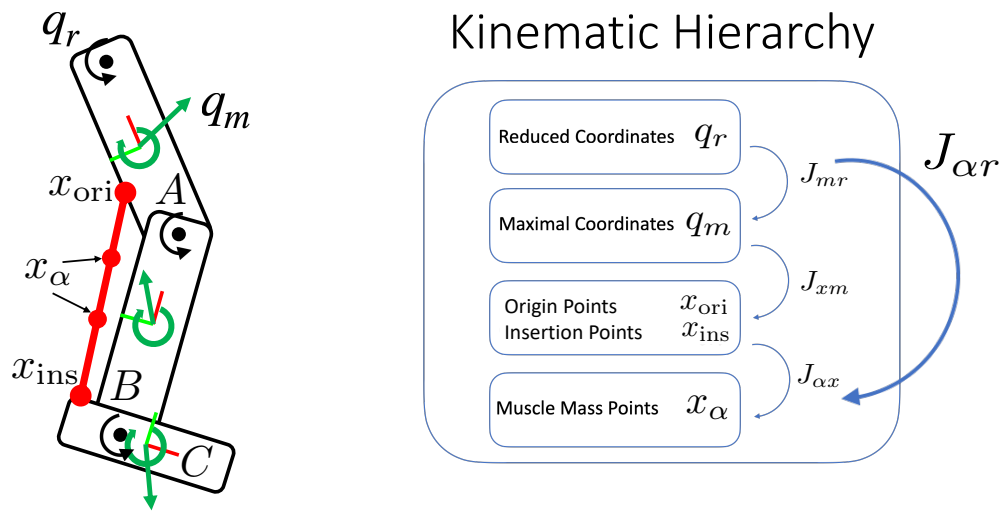 q_r
q_m
x_ori
A
x_α
x_ins
B
C
Kinematic Hierarchy
Reduced Coordinates q_r
J_mr
J_αr
Maximal Coordinates q_m
J_xm
Origin Points x_ori
Insertion Points x_ins
J_αx
Muscle Mass Points x_α